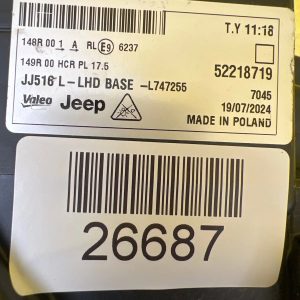 T.Y 11:18
148R 00 1 A RL E9 6237
149R 00 HCR PL 17.5
52218719
JJ516 L - LHD BASE -L747255
7045
Valeo Jeep
19/07/2024
MADE IN POLAND
26687